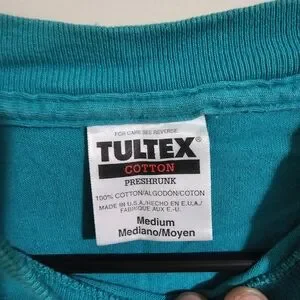 FOR CARE SEE REVERSE
TULTEX®
COTTON
PRESHRUNK
100% COTTON/ALGODÓN/COTON
MADE IN U.S.A./HECHO EN E.U.A./
FABRIQUE AUX E.-U.
Medium
Mediano/Moyen